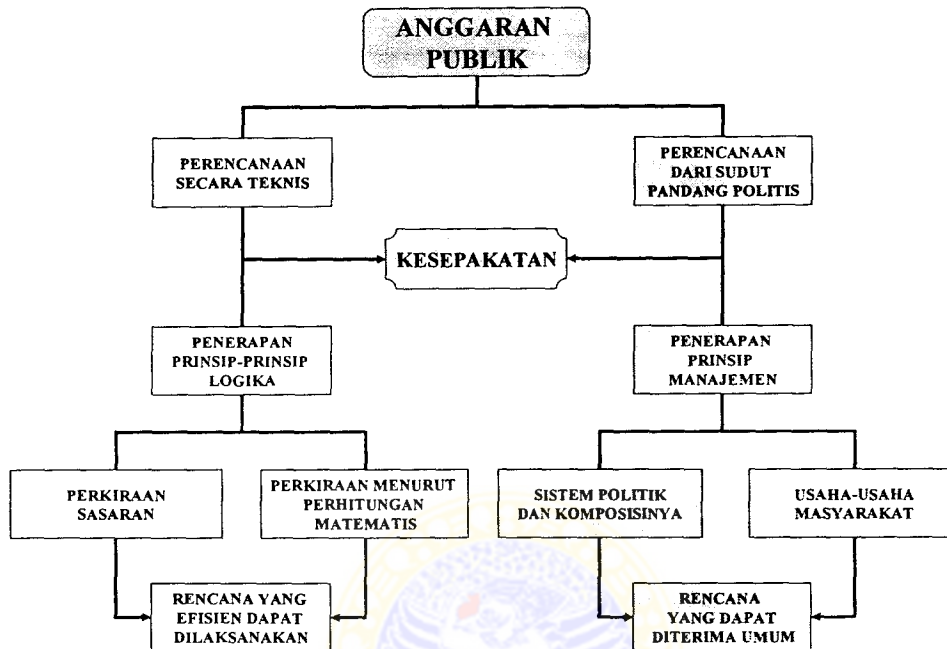 ANGGARAN
PUBLIK
PERENCANAAN
SECARA TEKNIS
PERENCANAAN
DARI SUDUT
PANDANG POLITIS
KESEPAKATAN
PENERAPAN
PRINSIP-PRINSIP
LOGIKA
PENERAPAN
PRINSIP
MANAJEMEN
PERKIRAAN
SASARAN
PERKIRAAN MENURUT
PERHITUNGAN
MATEMATIS
SISTEM POLITIK
DAN KOMPOSISINYA
USAHA-USAHA
MASYARAKAT
RENCANA YANG
EFISIEN DAPAT
DILAKSANAKAN
RENCANA
YANG DAPAT
DITERIMA UMUM